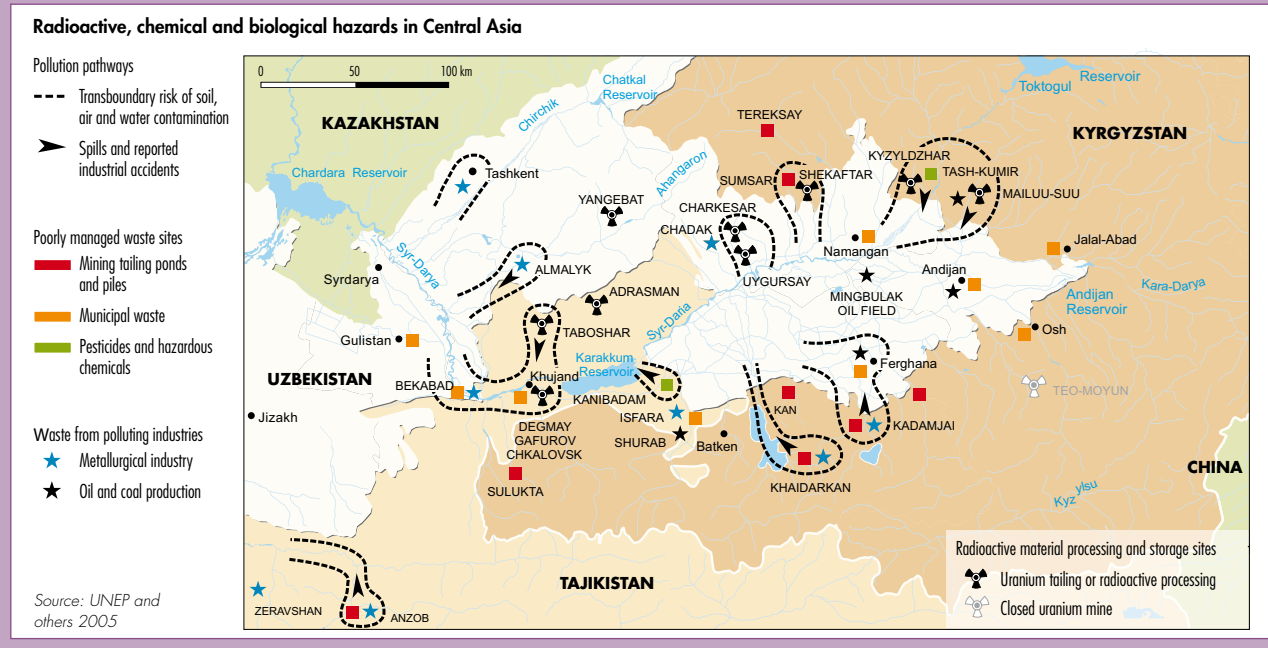 Radioactive, chemical and biological hazards in Central Asia
Pollution pathways
Transboundary risk of soil,
air and water contamination
Spills and reported
industrial accidents
Poorly managed waste sites
Mining tailing ponds
and piles
Municipal waste
Pesticides and hazardous
chemicals
Waste from polluting industries
Metallurgical industry
Oil and coal production
Source: UNEP and
others 2005
0 50 100 km
KAZAKHSTAN
Chirchik
Chatkal
Reservoir
Toktogul Reservoir
KYRGYZSTAN
TEREKSAY
Chardara Reservoir
Tashkent
Ahangaron
SUMSAR
SHEKAFTAR
KYZYLDZHAR
TASH-KUMIR
MAILUU-SUU
YANGEBAT
CHARKESAR
CHADAK
Syr-Darya
Syrdarya
ALMALYK
UYGURSAY
Namangan
Jalal-Abad
Andijan
Kara-Darya
ADRASMAN
MINGBULAK
OIL FIELD
Andijan
Reservoir
TABOSHAR
Syr-Daria
Osh
Gulistan
Karakkum
Reservoir
Ferghana
UZBEKISTAN
BEKABAD
Khujand
KANIBADAM
TEO-MOYUN
Jizakh
DEGMAY
GAFUROV
CHKALOVSK
ISFARA
SHURAB
Batken
KAN
KADAMJAI
SULUKTA
KHAIDARKAN
CHINA
Kyzylsu
ZERAVSHAN
ANZOB
TAJIKISTAN
Radioactive material processing and storage sites
Uranium tailing or radioactive processing
Closed uranium mine